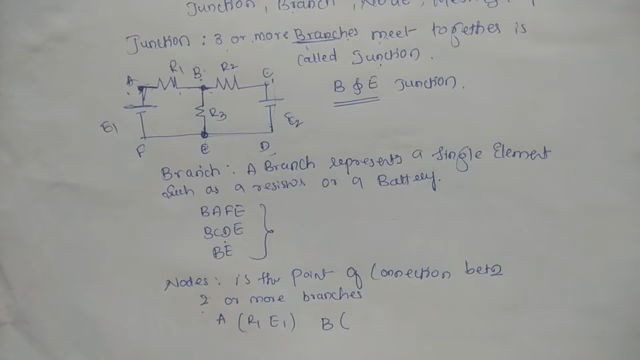 Junction, Branch, Node,
Junction : 3 or more Branches meet together is
called Junction.
A R1 B R2 C
B & E Junction.
E1 R3 E2
F E D
Branch : A Branch represents a single Element
Such as a resistor or a Battery.
BAFE
BCDE
BE
Nodes : is the point of Connection bet2
2 or more branches
A (R1 E1) B (